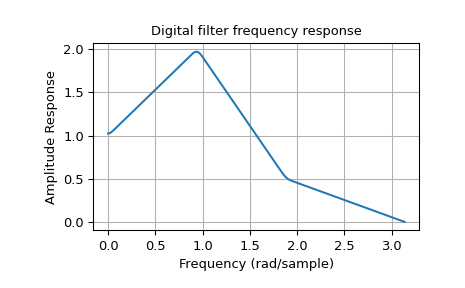 Digital filter frequency response
Amplitude Response
2.0
1.5
1.0
0.5
0.0
0.0 0.5 1.0 1.5 2.0 2.5 3.0
Frequency (rad/sample)